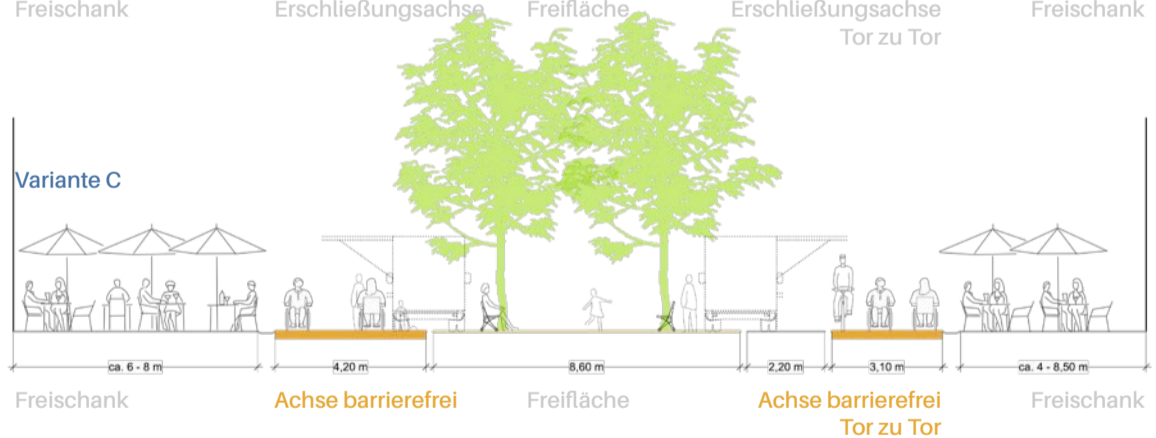 Freischank Erschließungsachse Freifläche Erschließungsachse Freischank
Tor zu Tor
Variante C
ca. 6 - 8 m 4,20 m 8,60 m 2,20 m 3,10 m ca. 4 - 8,50 m
Freischank Achse barrierefrei Freifläche Achse barrierefrei Freischank
Tor zu Tor